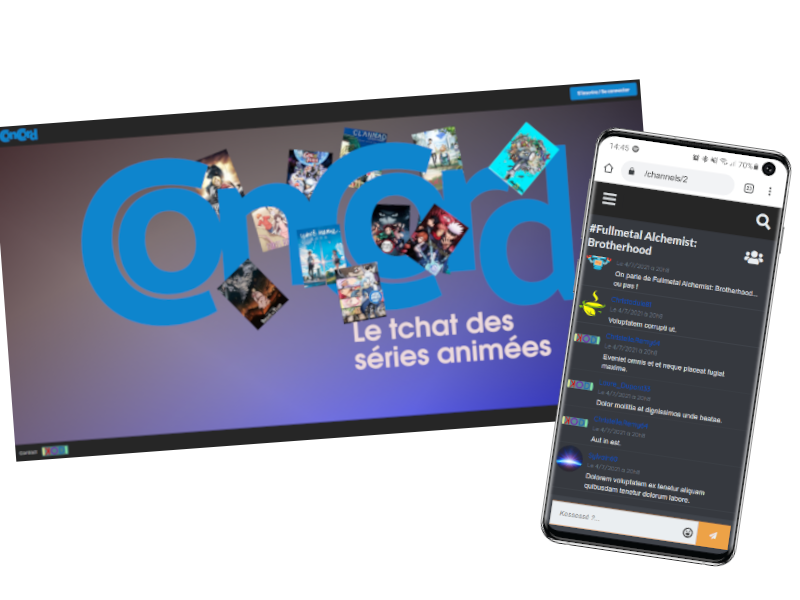 ConCord
S'inscrire / Se connecter
CLANNAD
ConCord
Le tchat des
séries animées
Contact
14:45
70%
/channels/2
23
#Fullmetal Alchemist:
Brotherhood
Le 4/7/2021 à 20h8
On parle de Fullmetal Alchemist: Brotherhood...
ou pas !
Le 4/7/2021 à 20h8
Voluptatem corrupti ut.
Le 4/7/2021 à 20h8
Eveniet omnis et et neque placeat fugiat
maxime.
Le 4/7/2021 à 20h8
Dolor mollitia et dignissimos unde beatae.
Le 4/7/2021 à 20h8
Aut in est.
Le 4/7/2021 à 20h8
Dolorem voluptatem ex tenetur aliquam
quibusdam tenetur dolorum labore.
Kossessé ?...